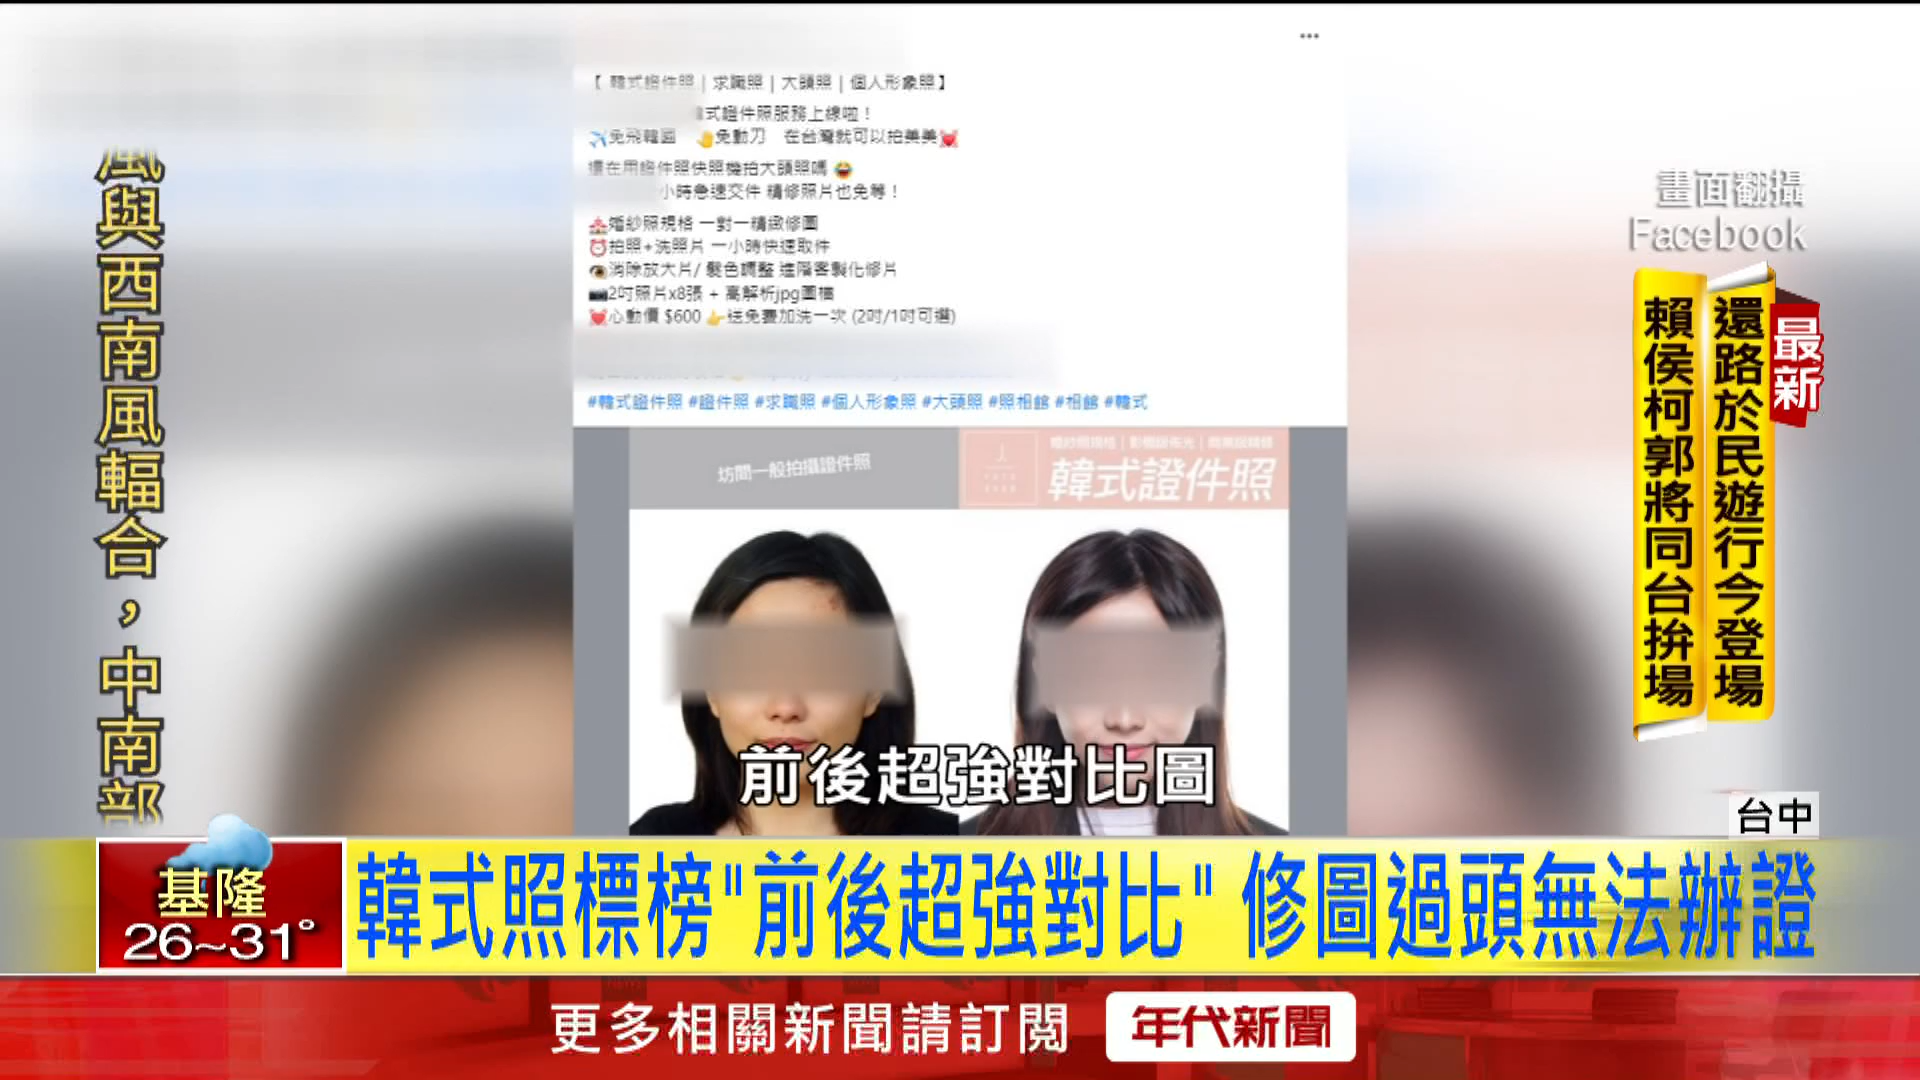 【 韓式證件照 | 求職照 | 大頭照 | 個人形象照】
式證件照服務上線啦！
免飛韓國 免動刀 在台灣就可以拍美美
還在用證件照快照機拍大頭照嗎
小時急速交件 精修照片也免等！
婚紗照規格 一對一精緻修圖
拍照+洗照片 一小時快速取件
消除放大片/ 髮色調整 進階客製化修片
2吋照片x8張 + 高解析jpg圖檔
心動價 $600 送免費加洗一次 (2吋/1吋可選)
#韓式證件照 #證件照 #求職照 #個人形象照 #大頭照 #照相館 #相館 #韓式
坊間一般拍攝證件照
韓式證件照
前後超強對比圖
風與西南風輻合，中南部
畫面翻攝
Facebook
最新
還路於民遊行今登場
賴侯柯郭將同台拚場
台中
基隆
26~31°
韓式照標榜"前後超強對比" 修圖過頭無法辦證
更多相關新聞請訂閱
年代新聞